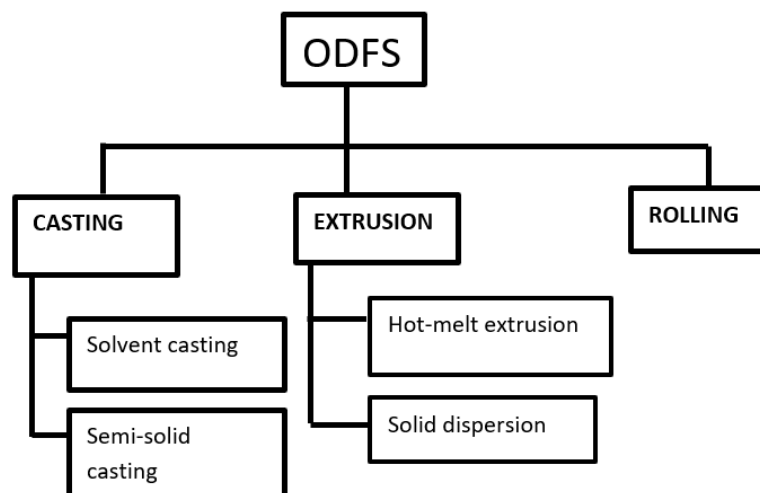 ODFS
CASTING
EXTRUSION
ROLLING
Solvent casting
Semi-solid
casting
Hot-melt extrusion
Solid dispersion